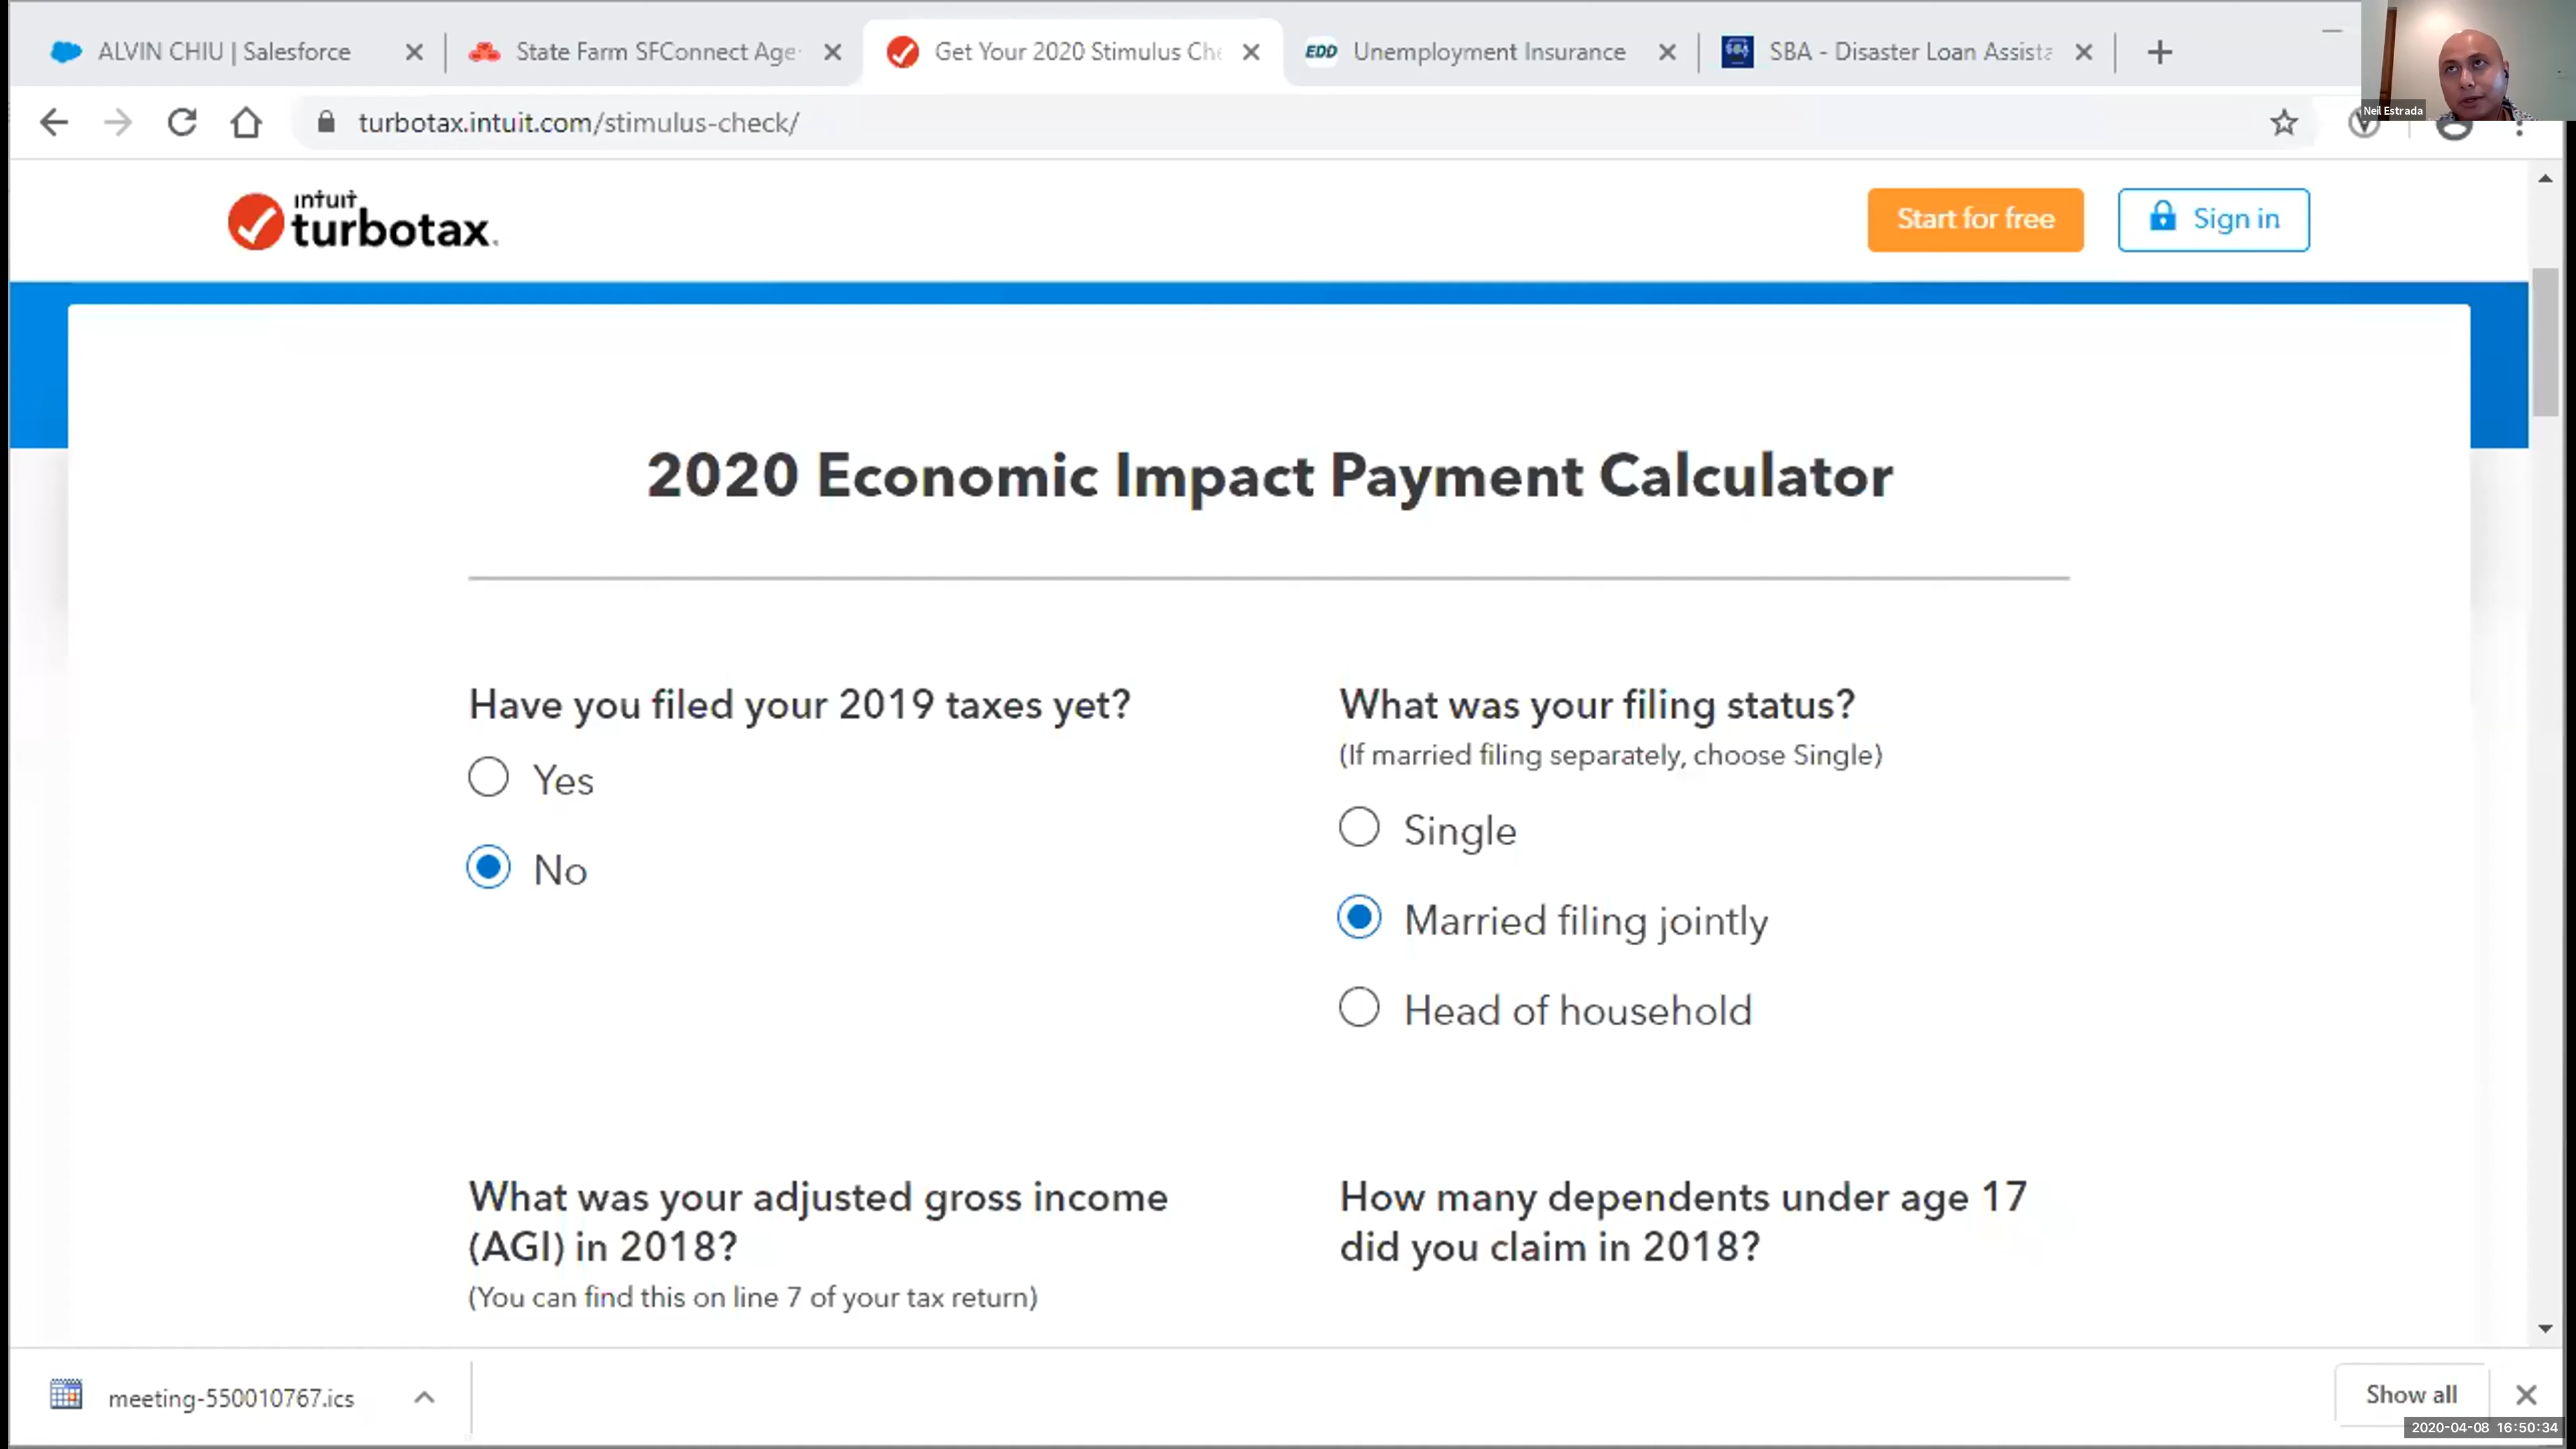 ALVIN CHIU | Salesforce
State Farm SFConnect Age
Get Your 2020 Stimulus Che
EDD Unemployment Insurance
SBA - Disaster Loan Assista
Neil Estrada
turbotax.intuit.com/stimulus-check/
intuit
turbotax.
Start for free
Sign in
2020 Economic Impact Payment Calculator
Have you filed your 2019 taxes yet?
Yes
No
What was your filing status?
(If married filing separately, choose Single)
Single
Married filing jointly
Head of household
What was your adjusted gross income
(AGI) in 2018?
(You can find this on line 7 of your tax return)
How many dependents under age 17
did you claim in 2018?
meeting-550010767.ics
Show all
2020-04-08 16:50:34